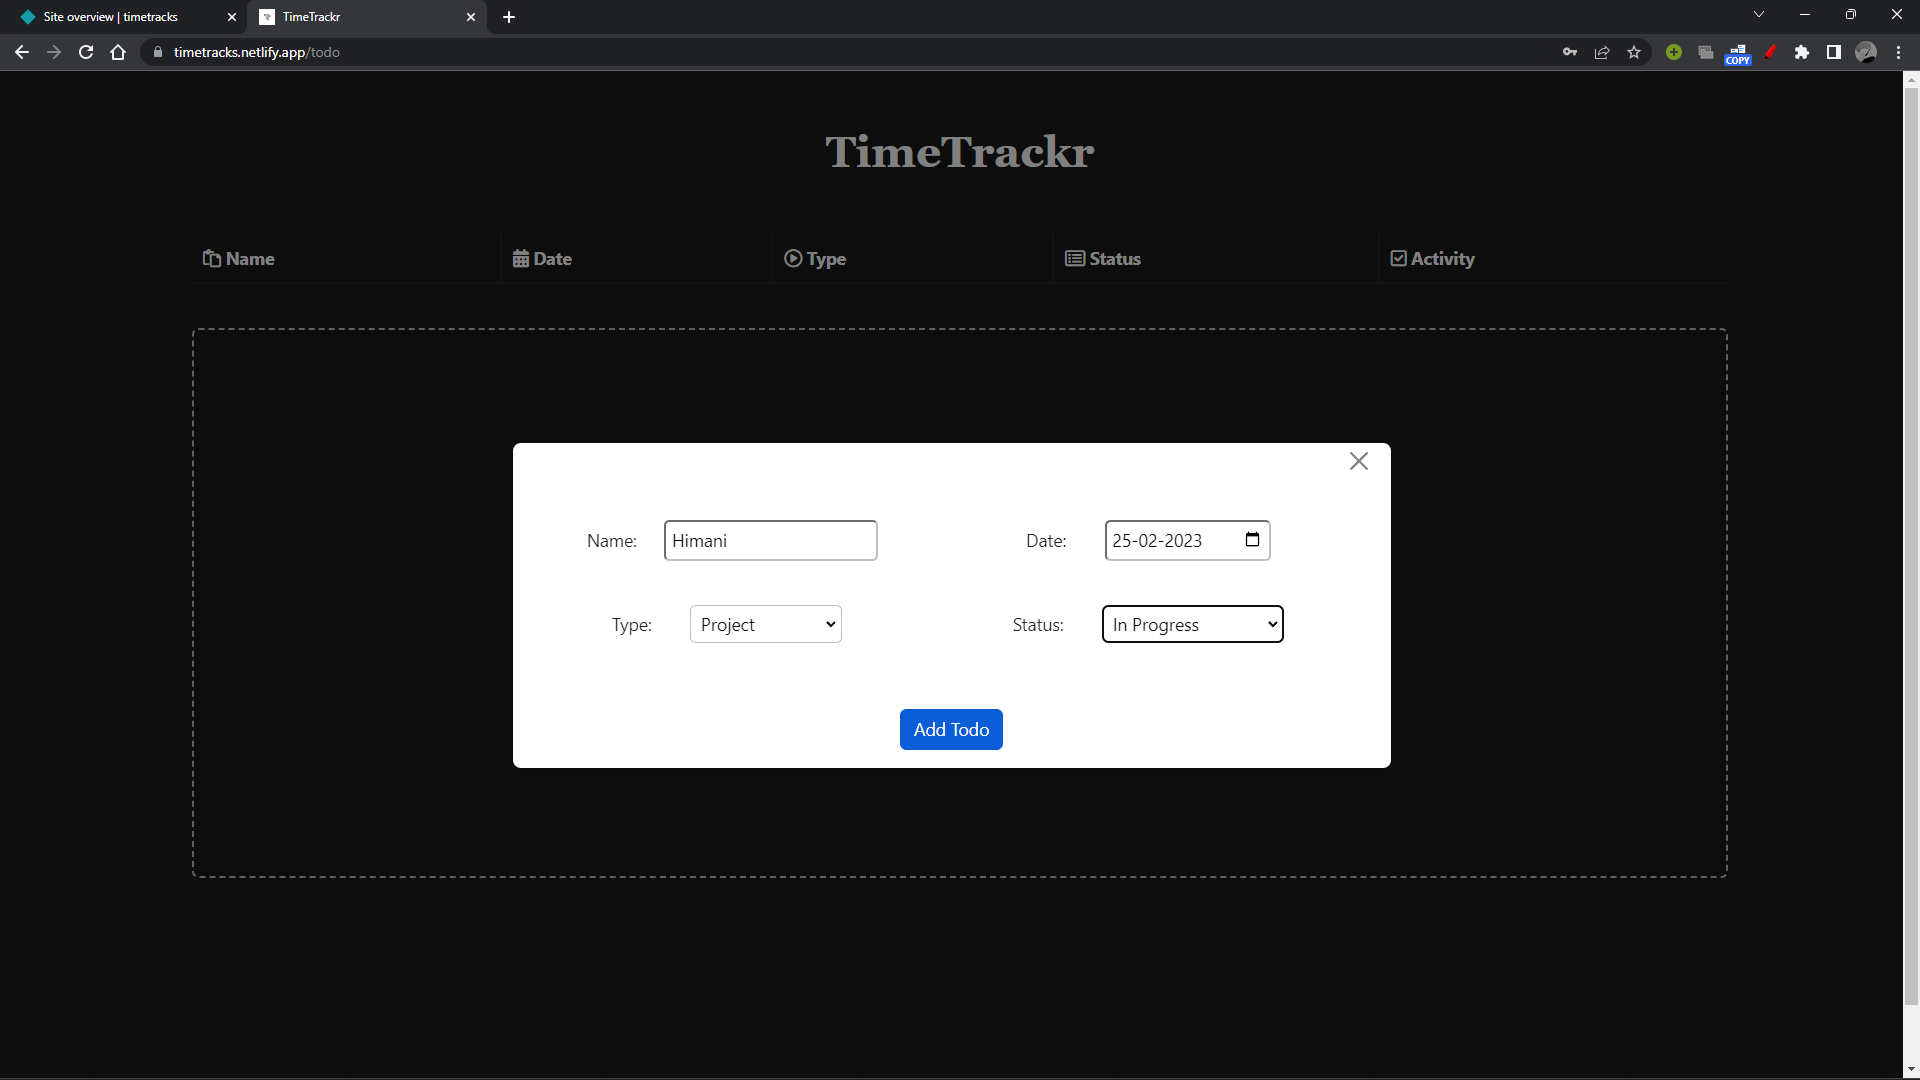 Site overview | timetracks
TimeTrackr
timetracks.netlify.app/todo
COPY
TimeTrackr
Name Date Type Status Activity
Name: Himani Date: 25-02-2023
Type: Project Status: In Progress
Add Todo